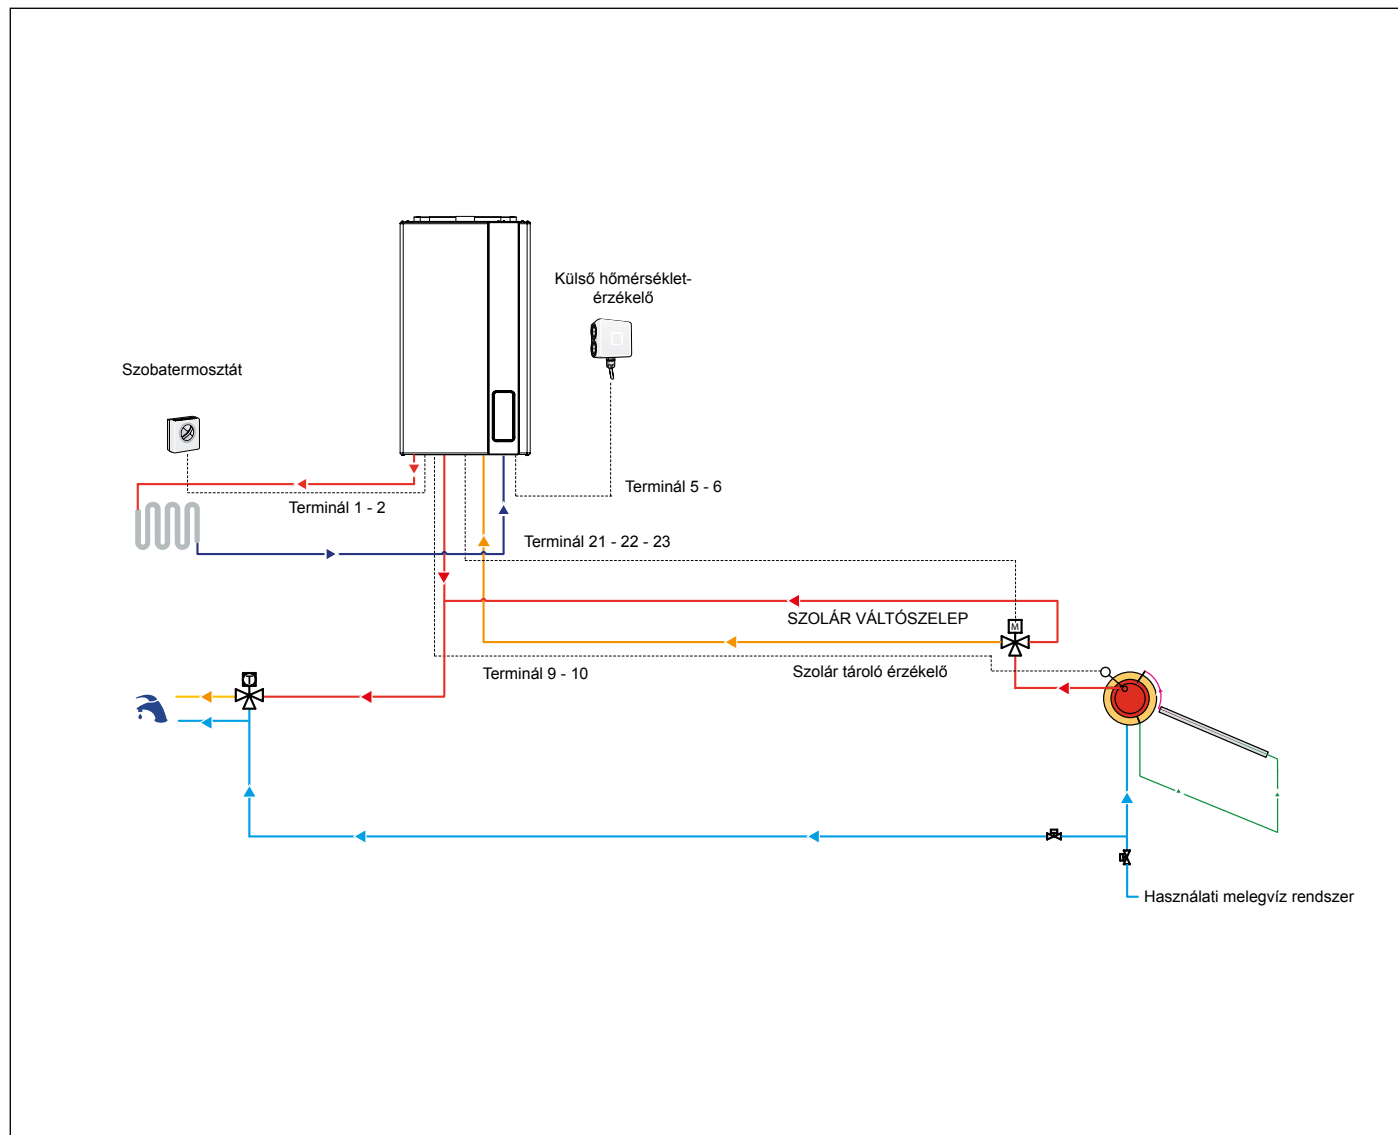 Külső hőmérséklet-
érzékelő
Szobatermosztát
Terminál 5 - 6
Terminál 1 - 2
Terminál 21 - 22 - 23
SZOLÁR VÁLTÓSZELEP
M
Terminál 9 - 10
Szolár tároló érzékelő
T
Használati melegvíz rendszer